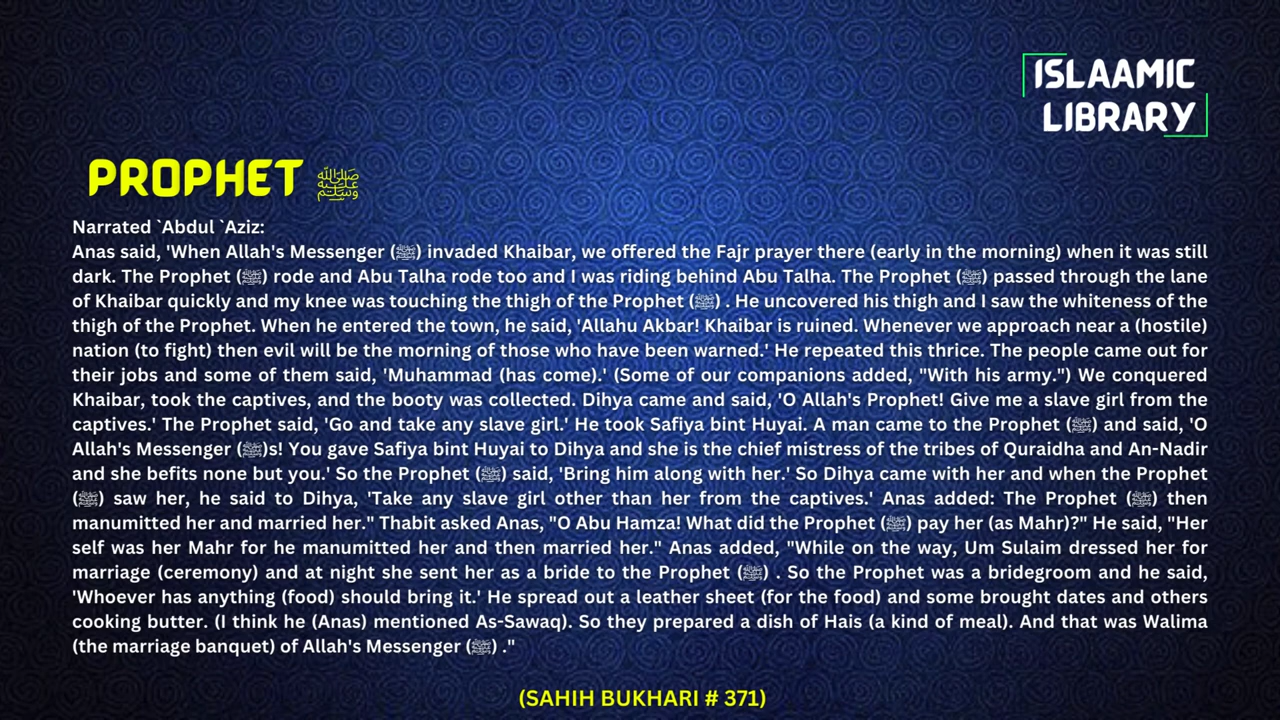 ISLAAMIC
LIBRARY
PROPHET ﷺ
Narrated `Abdul `Aziz:
Anas said, 'When Allah's Messenger (ﷺ) invaded Khaibar, we offered the Fajr prayer there (early in the morning) when it was still
dark. The Prophet (ﷺ) rode and Abu Talha rode too and I was riding behind Abu Talha. The Prophet (ﷺ) passed through the lane
of Khaibar quickly and my knee was touching the thigh of the Prophet (ﷺ) . He uncovered his thigh and I saw the whiteness of the
thigh of the Prophet. When he entered the town, he said, 'Allahu Akbar! Khaibar is ruined. Whenever we approach near a (hostile)
nation (to fight) then evil will be the morning of those who have been warned.' He repeated this thrice. The people came out for
their jobs and some of them said, 'Muhammad (has come).' (Some of our companions added, "With his army.") We conquered
Khaibar, took the captives, and the booty was collected. Dihya came and said, 'O Allah's Prophet! Give me a slave girl from the
captives.' The Prophet said, 'Go and take any slave girl.' He took Safiya bint Huyai. A man came to the Prophet (ﷺ) and said, 'O
Allah's Messenger (ﷺ)s! You gave Safiya bint Huyai to Dihya and she is the chief mistress of the tribes of Quraidha and An-Nadir
and she befits none but you.' So the Prophet (ﷺ) said, 'Bring him along with her.' So Dihya came with her and when the Prophet
(ﷺ) saw her, he said to Dihya, 'Take any slave girl other than her from the captives.' Anas added: The Prophet (ﷺ) then
manumitted her and married her." Thabit asked Anas, "O Abu Hamza! What did the Prophet (ﷺ) pay her (as Mahr)?" He said, "Her
self was her Mahr for he manumitted her and then married her." Anas added, "While on the way, Um Sulaim dressed her for
marriage (ceremony) and at night she sent her as a bride to the Prophet (ﷺ) . So the Prophet was a bridegroom and he said,
'Whoever has anything (food) should bring it.' He spread out a leather sheet (for the food) and some brought dates and others
cooking butter. (I think he (Anas) mentioned As-Sawaq). So they prepared a dish of Hais (a kind of meal). And that was Walima
(the marriage banquet) of Allah's Messenger (ﷺ) ."
(SAHIH BUKHARI # 371)